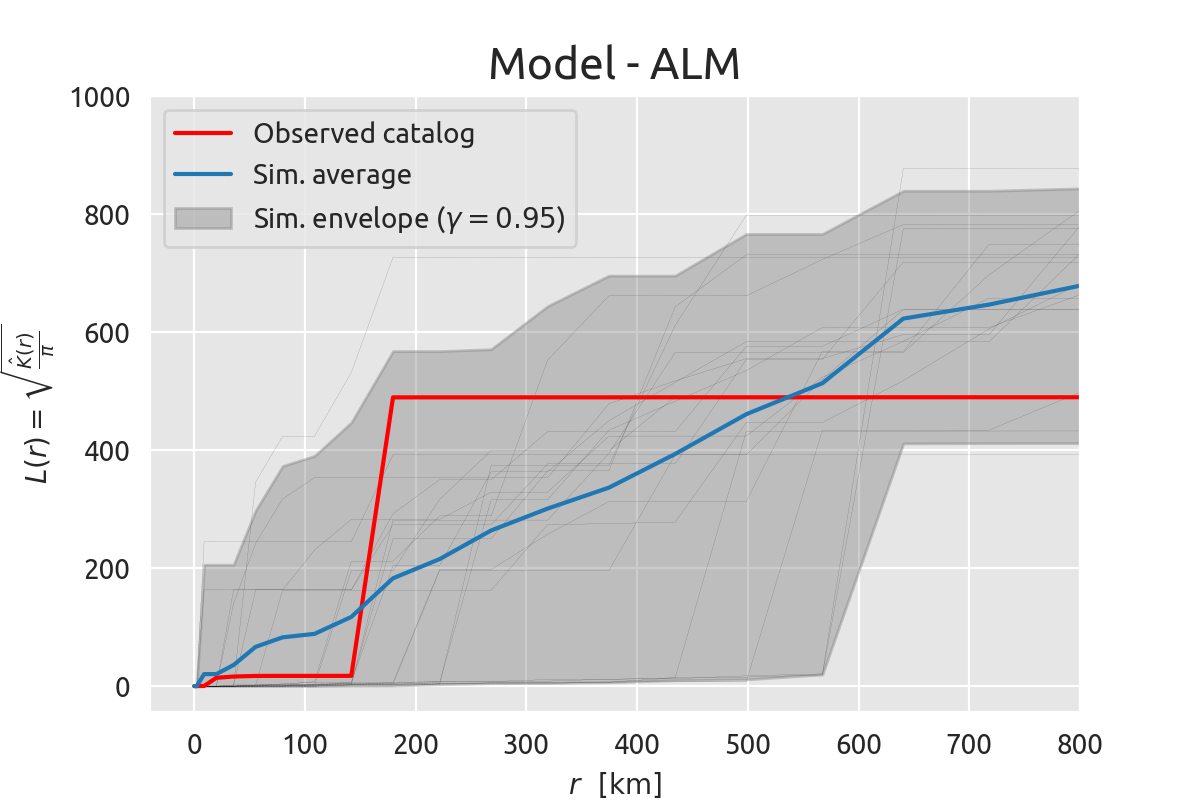 Model - ALM
1000
800
600
400
200
0
L(r) = √(K̂(r)/π)
Observed catalog
Sim. average
Sim. envelope (γ = 0.95)
0 100 200 300 400 500 600 700 800
r [km]